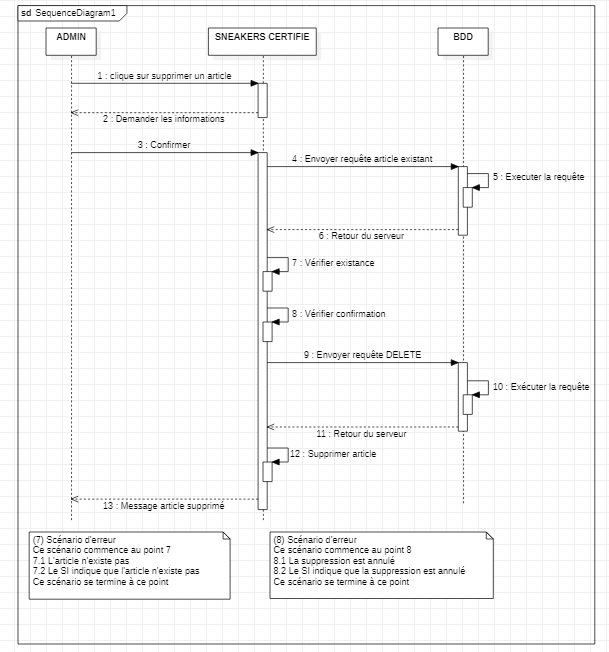 sd SequenceDiagram1
ADMIN
SNEAKERS CERTIFIE
BDD
1 : clique sur supprimer un article
2 : Demander les informations
3 : Confirmer
4 : Envoyer requête article existant
5 : Executer la requête
6 : Retour du serveur
7 : Vérifier existance
8 : Vérifier confirmation
9 : Envoyer requête DELETE
10 : Exécuter la requête
11 : Retour du serveur
12 : Supprimer article
13 : Message article supprimé
(7) Scénario d'erreur
Ce scénario commence au point 7
7.1 L'article n'existe pas
7.2 Le SI indique que l'article n'existe pas
Ce scénario se termine à ce point
(8) Scénario d'erreur
Ce scénario commence au point 8
8.1 La suppression est annulé
8.2 Le SI indique que la suppression est annulé
Ce scénario se termine à ce point